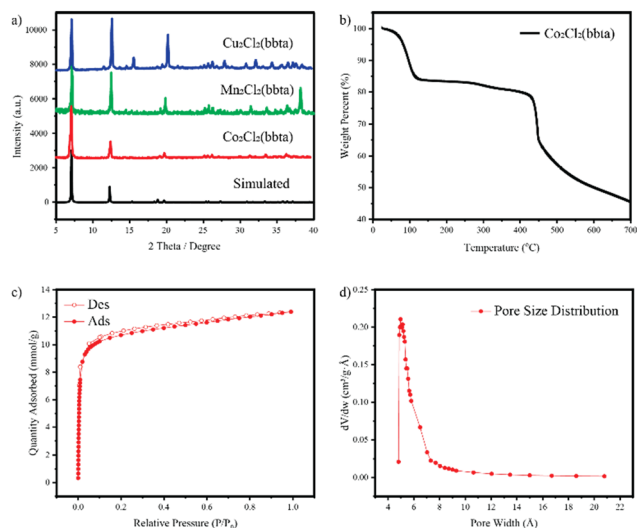 a)
Intensity (a.u.)
10000
8000
6000
4000
2000
0
Cu₂Cl₂(bbta)
Mn₂Cl₂(bbta)
Co₂Cl₂(bbta)
Simulated
5 10 15 20 25 30 35 40
2 Theta / Degree
b)
Weight Percent (%)
100
90
80
70
60
50
40
Co₂Cl₂(bbta)
0 100 200 300 400 500 600 700
Temperature (⁰C)
c)
Quantity Adsorbed (mmol/g)
14
12
10
8
6
4
2
0
Des
Ads
0.0 0.2 0.4 0.6 0.8 1.0
Relative Pressure (P/P₀)
d)
dV/dw (cm³/g·Å)
0.20
0.15
0.10
0.05
0.00
Pore Size Distribution
4 6 8 10 12 14 16 18 20 22
Pore Width (Å)